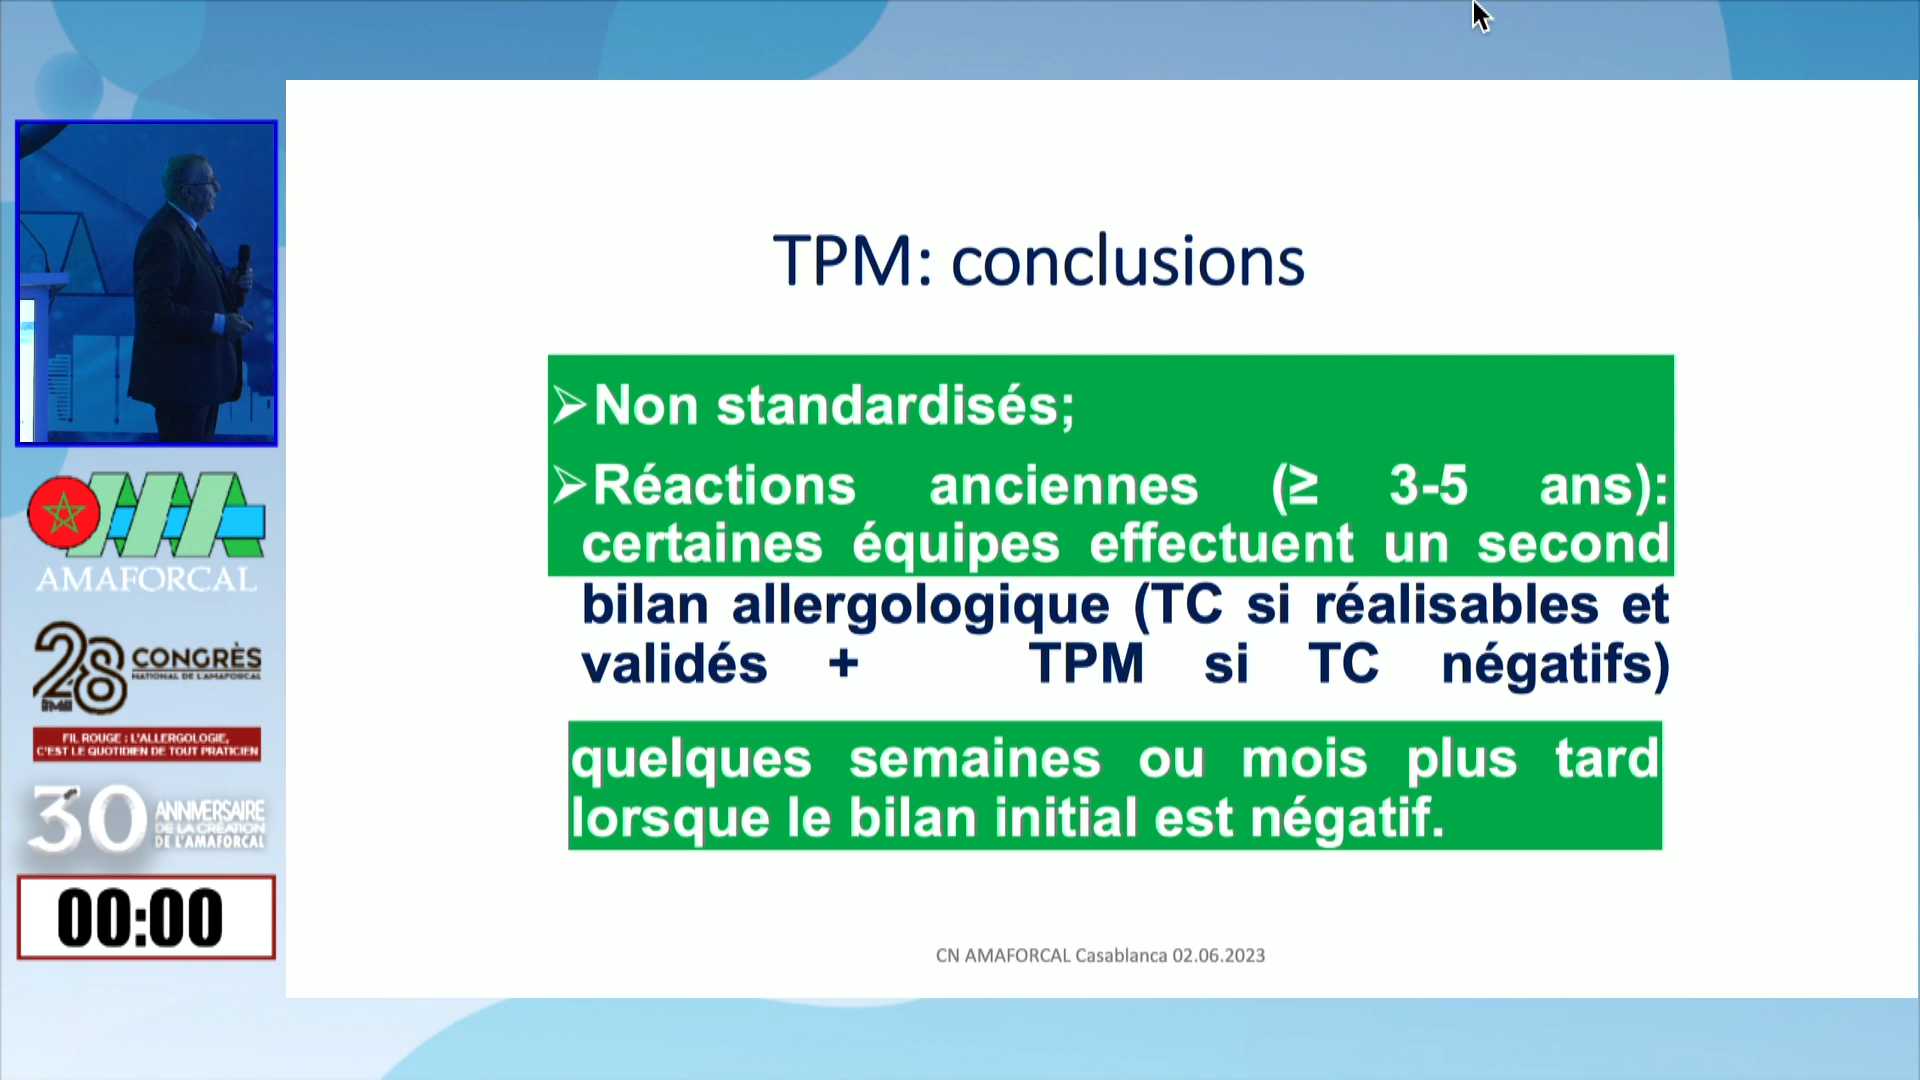 TPM: conclusions
➢Non standardisés;
➢Réactions anciennes (≥ 3-5 ans):
certaines équipes effectuent un second
bilan allergologique (TC si réalisables et
validés + TPM si TC négatifs)
quelques semaines ou mois plus tard
lorsque le bilan initial est négatif.
CN AMAFORCAL Casablanca 02.06.2023
AMAFORCAL
28 CONGRÈS
NATIONAL DE L'AMAFORCAL
FIL ROUGE : L'ALLERGOLOGIE,
C'EST LE QUOTIDIEN DE TOUT PRATICIEN
30 ANNIVERSAIRE
DE LA CRÉATION
DE L'AMAFORCAL
00:00